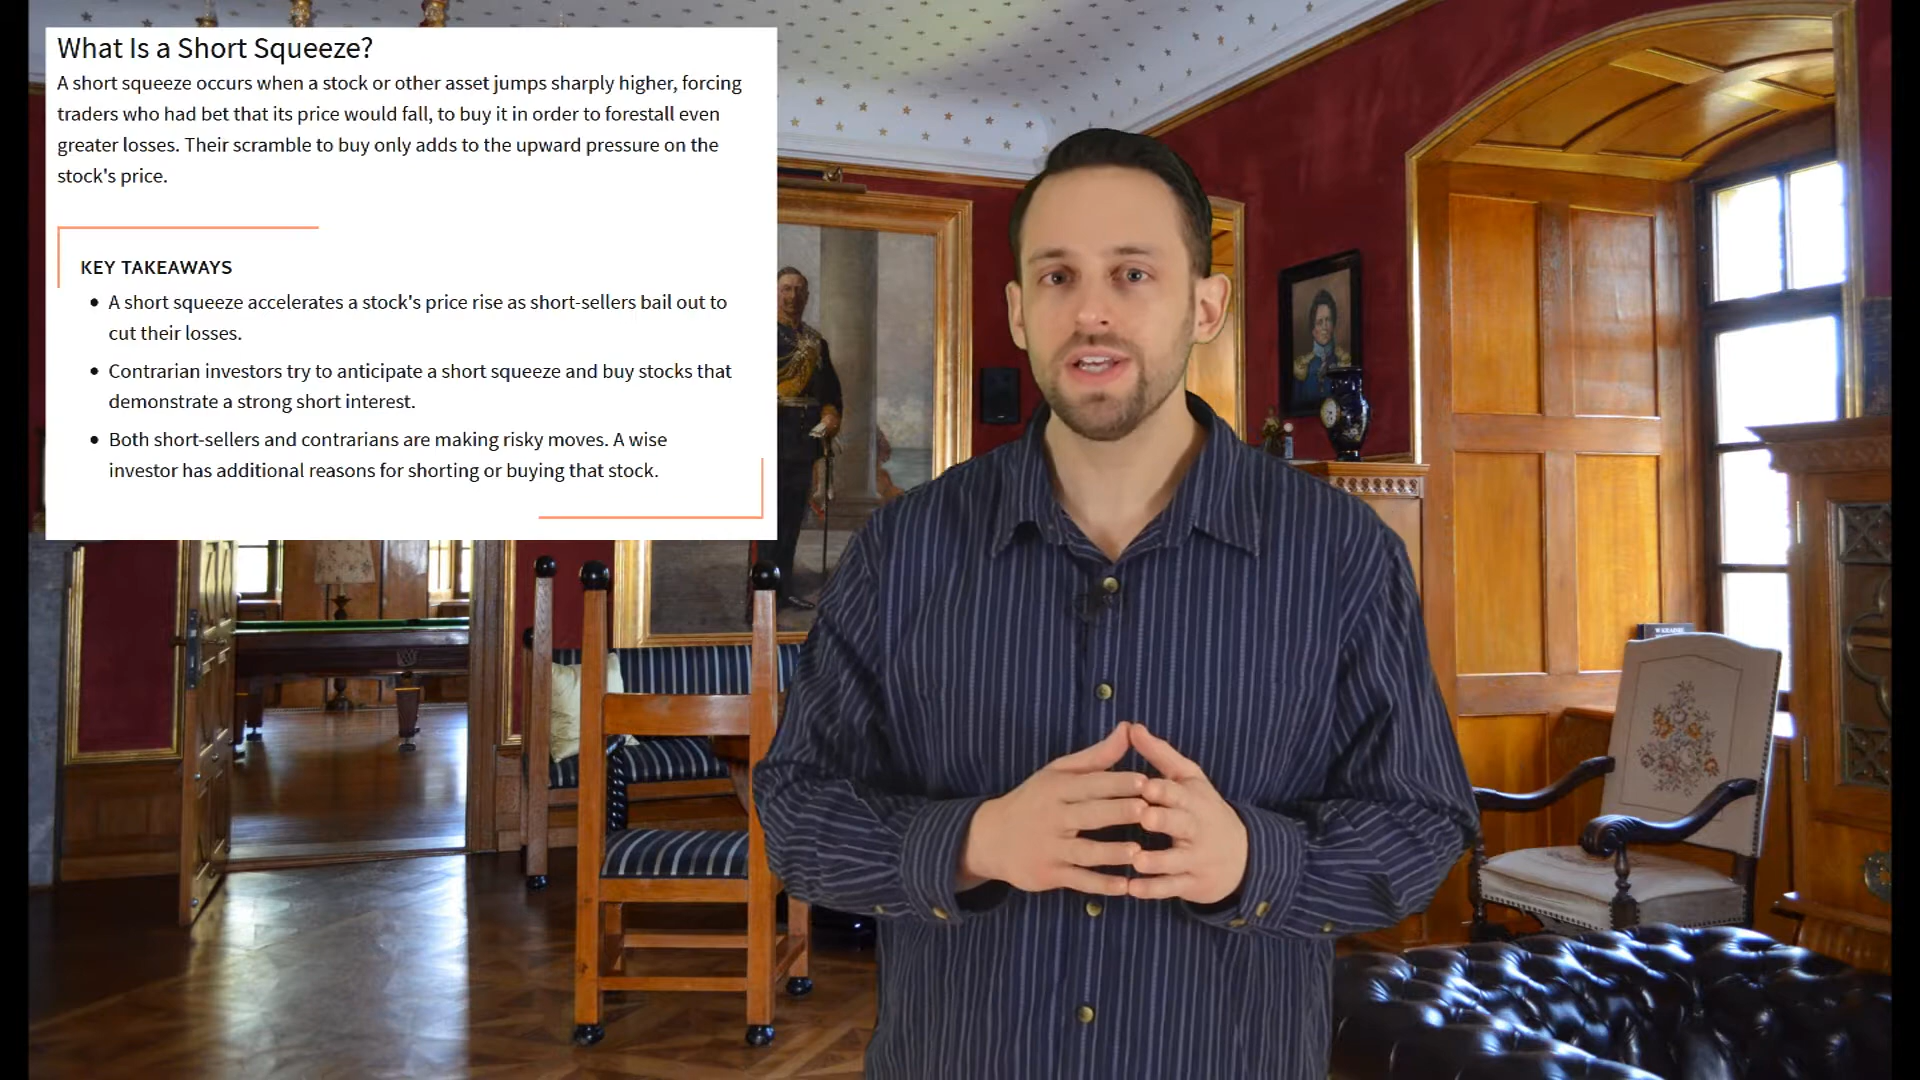 What Is a Short Squeeze?
A short squeeze occurs when a stock or other asset jumps sharply higher, forcing
traders who had bet that its price would fall, to buy it in order to forestall even
greater losses. Their scramble to buy only adds to the upward pressure on the
stock's price.
KEY TAKEAWAYS
• A short squeeze accelerates a stock's price rise as short-sellers bail out to
cut their losses.
• Contrarian investors try to anticipate a short squeeze and buy stocks that
demonstrate a strong short interest.
• Both short-sellers and contrarians are making risky moves. A wise
investor has additional reasons for shorting or buying that stock.